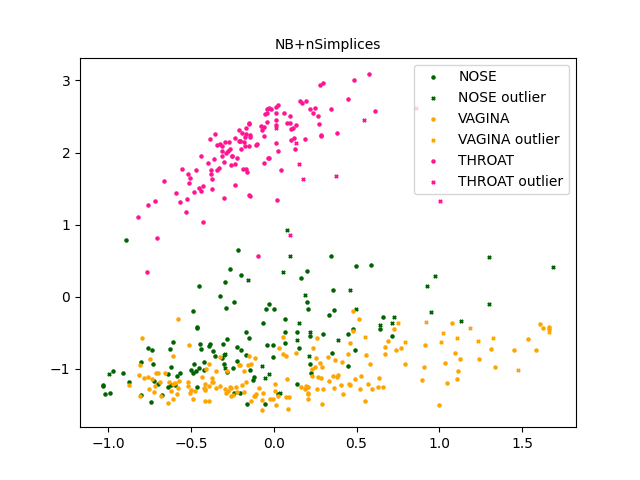 NB+nSimplices
NOSE
NOSE outlier
VAGINA
VAGINA outlier
THROAT
THROAT outlier
3
2
1
0
−1
−1.0 −0.5 0.0 0.5 1.0 1.5